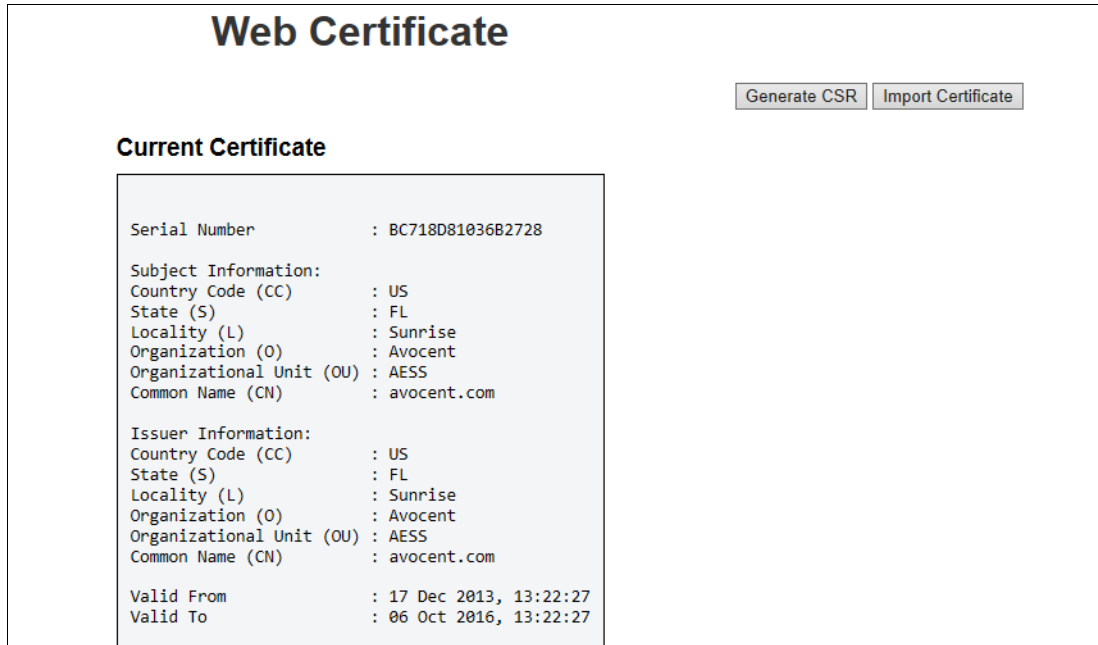 Web Certificate
Generate CSR Import Certificate
Current Certificate
Serial Number : BC718D81036B2728
Subject Information:
Country Code (CC) : US
State (S) : FL
Locality (L) : Sunrise
Organization (O) : Avocent
Organizational Unit (OU) : AESS
Common Name (CN) : avocent.com
Issuer Information:
Country Code (CC) : US
State (S) : FL
Locality (L) : Sunrise
Organization (O) : Avocent
Organizational Unit (OU) : AESS
Common Name (CN) : avocent.com
Valid From : 17 Dec 2013, 13:22:27
Valid To : 06 Oct 2016, 13:22:27